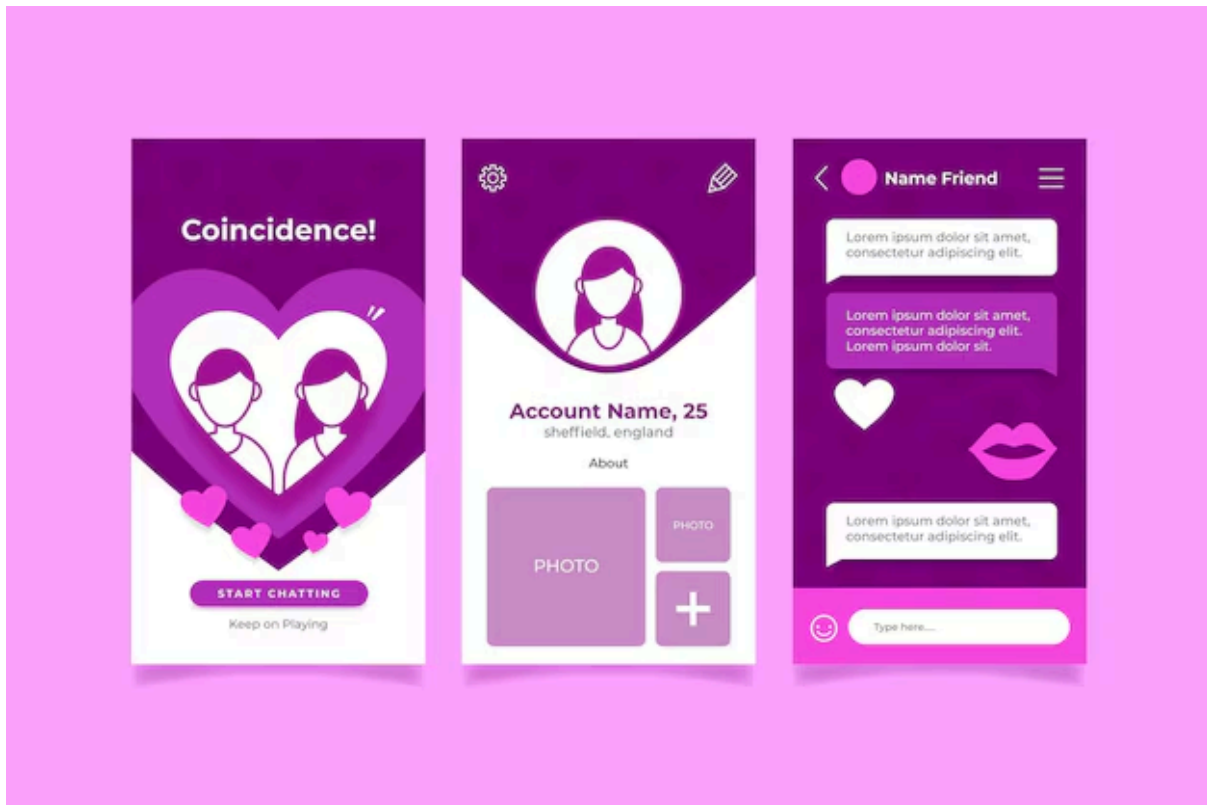 Coincidence!
START CHATTING
Keep on Playing
Account Name, 25
sheffield, england
About
PHOTO
PHOTO
Name Friend
Lorem ipsum dolor sit amet,
consectetur adipiscing elit.
Lorem ipsum dolor sit amet,
consectetur adipiscing elit.
Lorem ipsum dolor sit.
Lorem ipsum dolor sit amet,
consectetur adipiscing elit.
Type here....